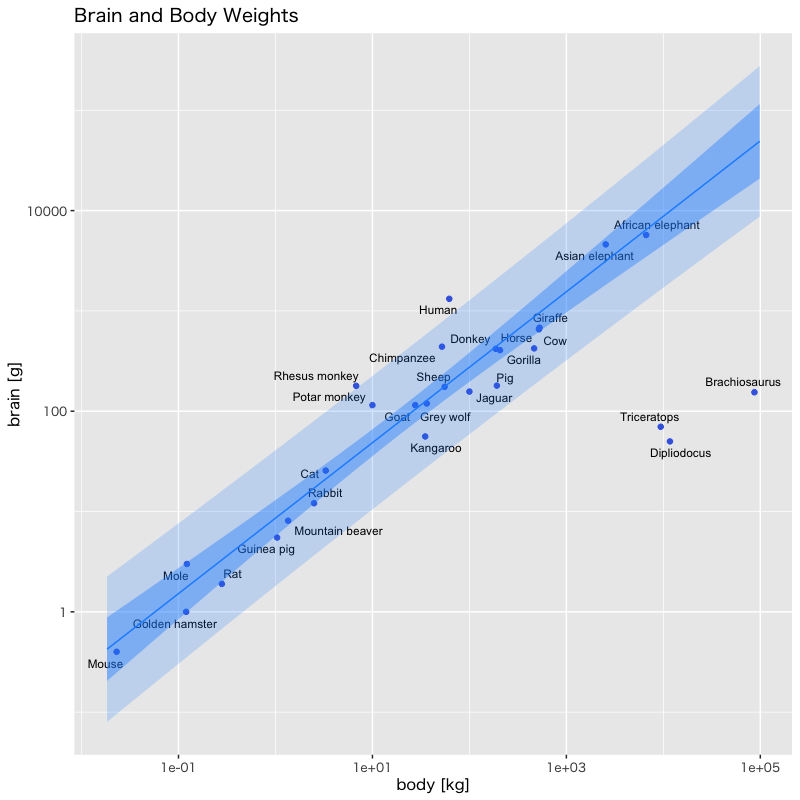 Brain and Body Weights
brain [g]
10000
100
1
African elephant
Asian elephant
Human
Giraffe
Donkey
Horse
Cow
Chimpanzee
Gorilla
Rhesus monkey
Sheep
Pig
Brachiosaurus
Potar monkey
Jaguar
Goat
Grey wolf
Triceratops
Kangaroo
Dipliodocus
Cat
Rabbit
Mountain beaver
Guinea pig
Mole
Rat
Golden hamster
Mouse
1e-01
1e+01
1e+03
1e+05
body [kg]